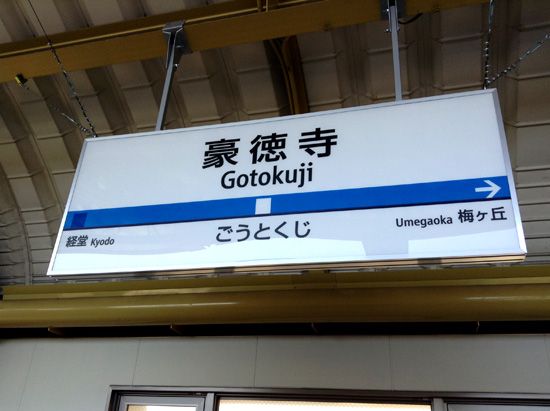 豪徳寺
Gotokuji
経堂 Kyodo
ごうとくじ
Umegaoka 梅ヶ丘